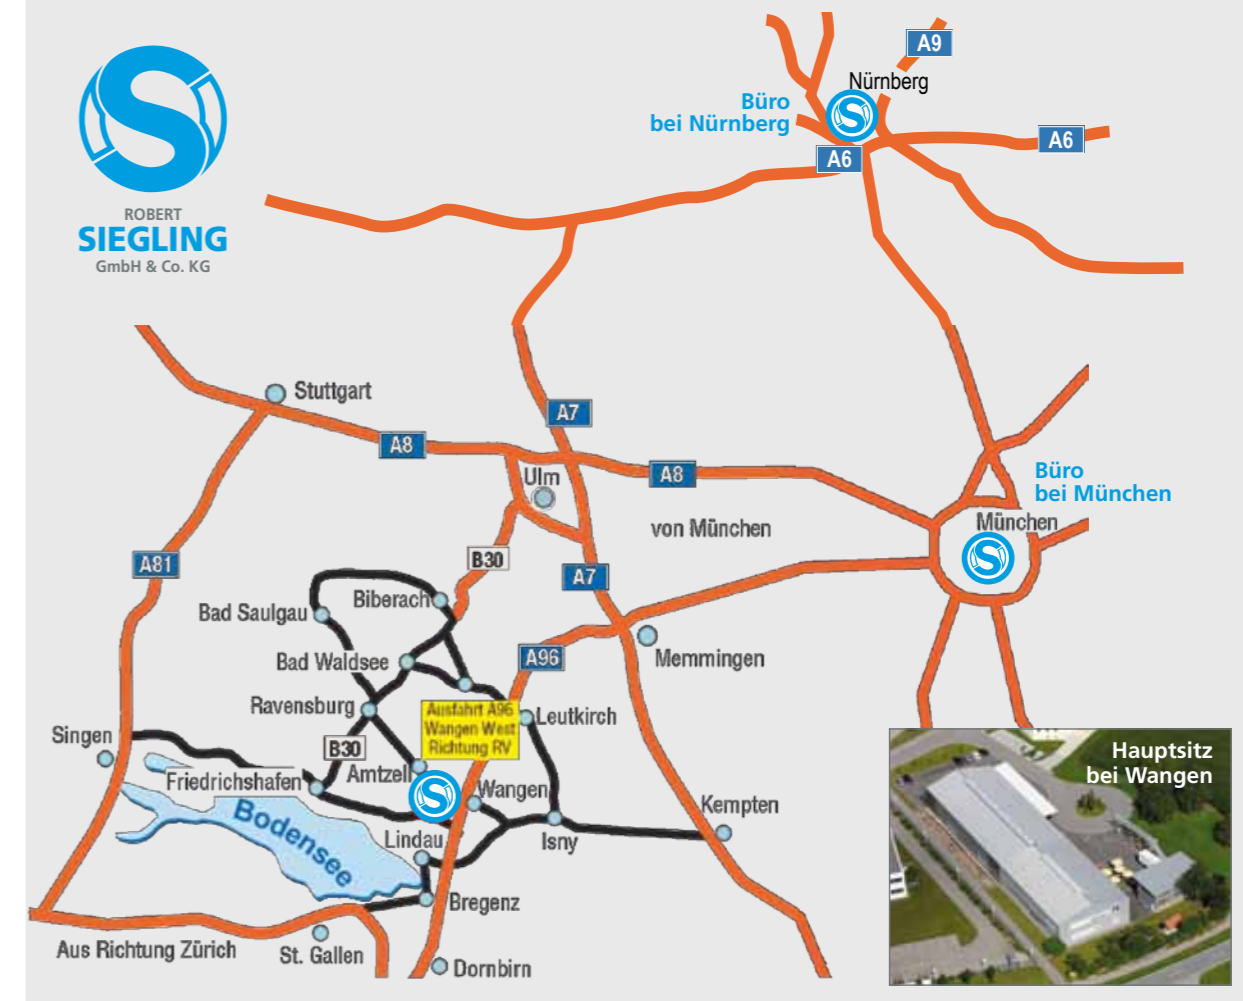 A9
Nürnberg
Büro
bei Nürnberg
A6
A6
ROBERT
SIEGLING
GmbH & Co. KG
Stuttgart
A7
A8
Ulm
A8
Büro
bei München
München
von München
B30
A81
A7
Biberach
Bad Saulgau
Bad Waldsee
A96
Memmingen
Ravensburg
Ausfahrt A96
Wangen West
Richtung RV
Leutkirch
Singen
B30
Amtzell
Friedrichshafen
Wangen
Kempten
Bodensee
Lindau
Isny
Bregenz
Aus Richtung Zürich
St. Gallen
Dornbirn
Hauptsitz
bei Wangen